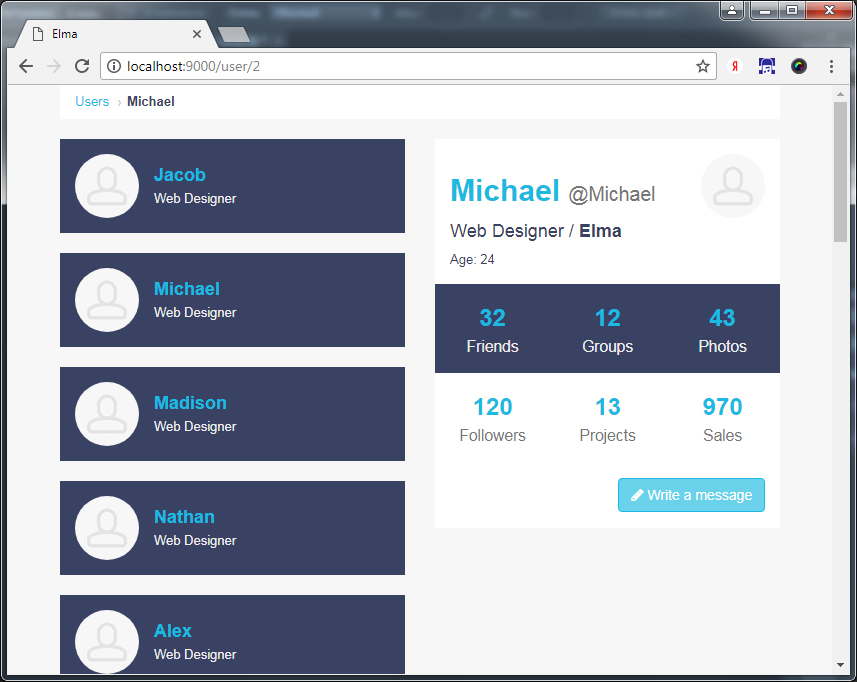 Elma
localhost:9000/user/2
Я
Users › Michael
Jacob
Web Designer
Michael
Web Designer
Madison
Web Designer
Nathan
Web Designer
Alex
Web Designer
Michael @Michael
Web Designer / Elma
Age: 24
32 12 43
Friends Groups Photos
120 13 970
Followers Projects Sales
Write a message